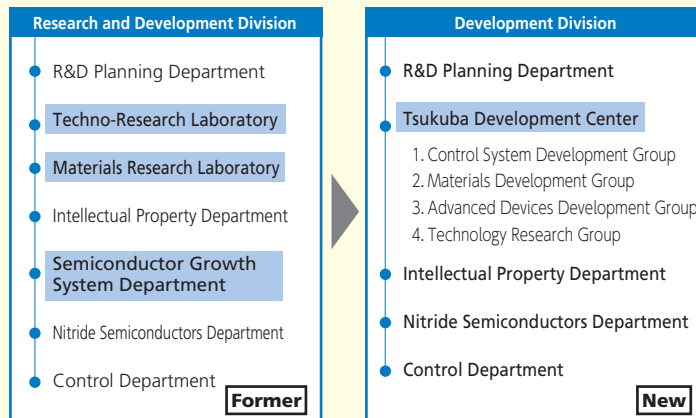 Research and Development Division
R&D Planning Department
Techno-Research Laboratory
Materials Research Laboratory
Intellectual Property Department
Semiconductor Growth
System Department
Nitride Semiconductors Department
Control Department
Former
Development Division
R&D Planning Department
Tsukuba Development Center
1. Control System Development Group
2. Materials Development Group
3. Advanced Devices Development Group
4. Technology Research Group
Intellectual Property Department
Nitride Semiconductors Department
Control Department
New